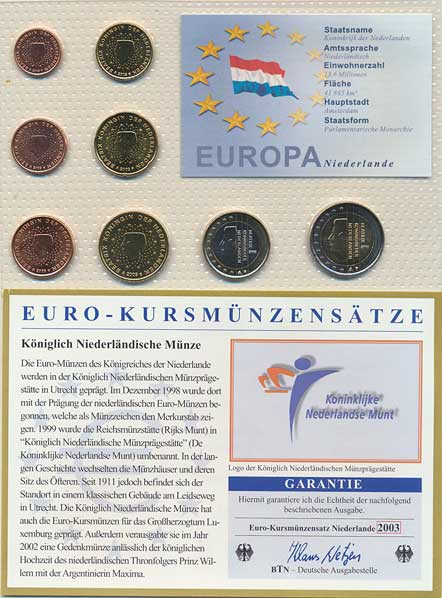 Staatsname
Koninkrijk der Nederlanden
Amtssprache
Niederländisch
Einwohnerzahl
Millionen
Fläche
41 865 km²
Hauptstadt
Amsterdam
Staatsform
Parlamentarische Monarchie
EUROPA Niederlande
EURO-KURSMÜNZENSÄTZE
Königlich Niederländische Münze
Die Euro-Münzen des Königreiches der Niederlande
werden in der Königlich Niederländischen Münzpräge-
stätte in Utrecht geprägt. Im Dezember 1998 wurde dort
mit der Prägung der niederländischen Euro-Münzen be-
gonnen, welche als Münzzeichen den Merkurstab zei-
gen. 1999 wurde die Reichsmünzstätte (Rijks Munt) in
"Königlich Niederländische Münzprägestätte" (De
Koninklijke Nederlandse Munt) umbenannt. In der lan-
gen Geschichte wechselten die Münzhäuser und deren
Sitz des Öfteren. Seit 1911 jedoch befindet sich der
Standort in einem klassischen Gebäude am Leidseweg
in Utrecht. Die Königlich Niederländische Münze hat
auch die Euro-Kursmünzen für das Großherzogtum Lu-
xemburg geprägt. Außerdem verausgabte sie im Jahr
2002 eine Gedenkmünze anlässlich der königlichen
Hochzeit des niederländischen Thronfolgers Prinz Wil-
lem mit der Argentinierin Maxima.
Koninklijke
Nederlandse Munt
Logo der Königlich Niederländischen Münzprägestätte
GARANTIE
Hiermit garantiere ich die Echtheit der nachfolgend
beschriebenen Ausgabe.
Euro-Kursmünzensatz Niederlande 2003
BTN – Deutsche Ausgabestelle